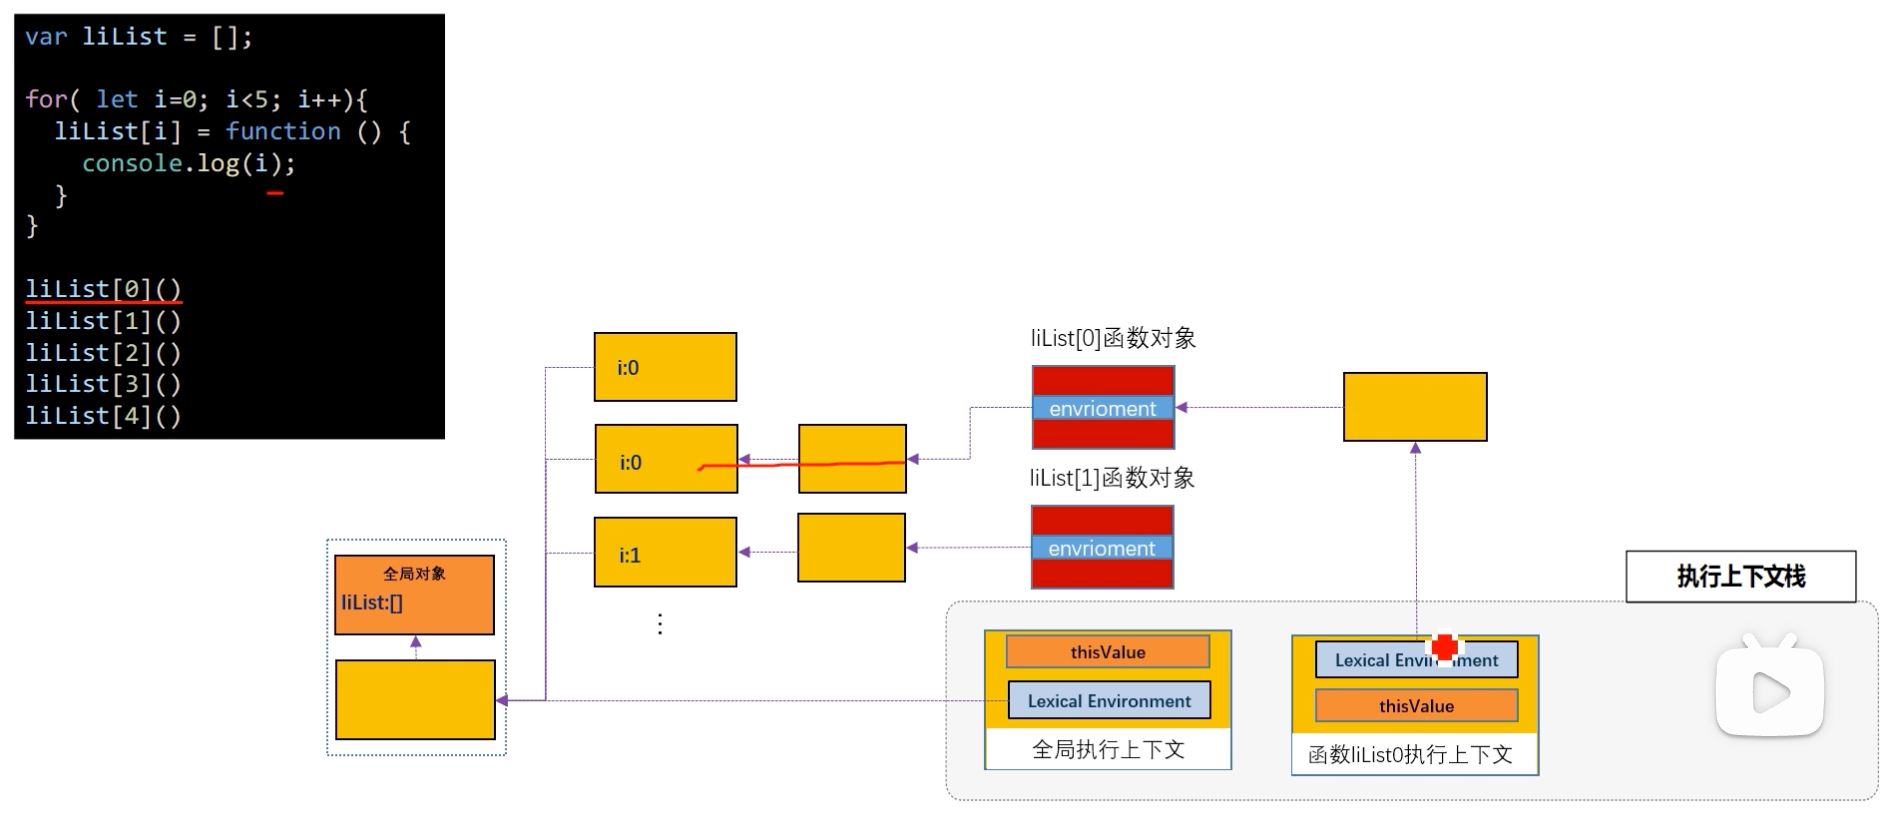 var liList = [];
for( let i=0; i<5; i++){
liList[i] = function () {
console.log(i);
}
}
liList[0]()
liList[1]()
liList[2]()
liList[3]()
liList[4]()
i:0
i:0
i:1
⋮
liList[0]函数对象
envrioment
liList[1]函数对象
envrioment
全局对象
liList:[]
执行上下文栈
thisValue
Lexical Environment
全局执行上下文
Lexical
thisValue
函数liList0执行上下文